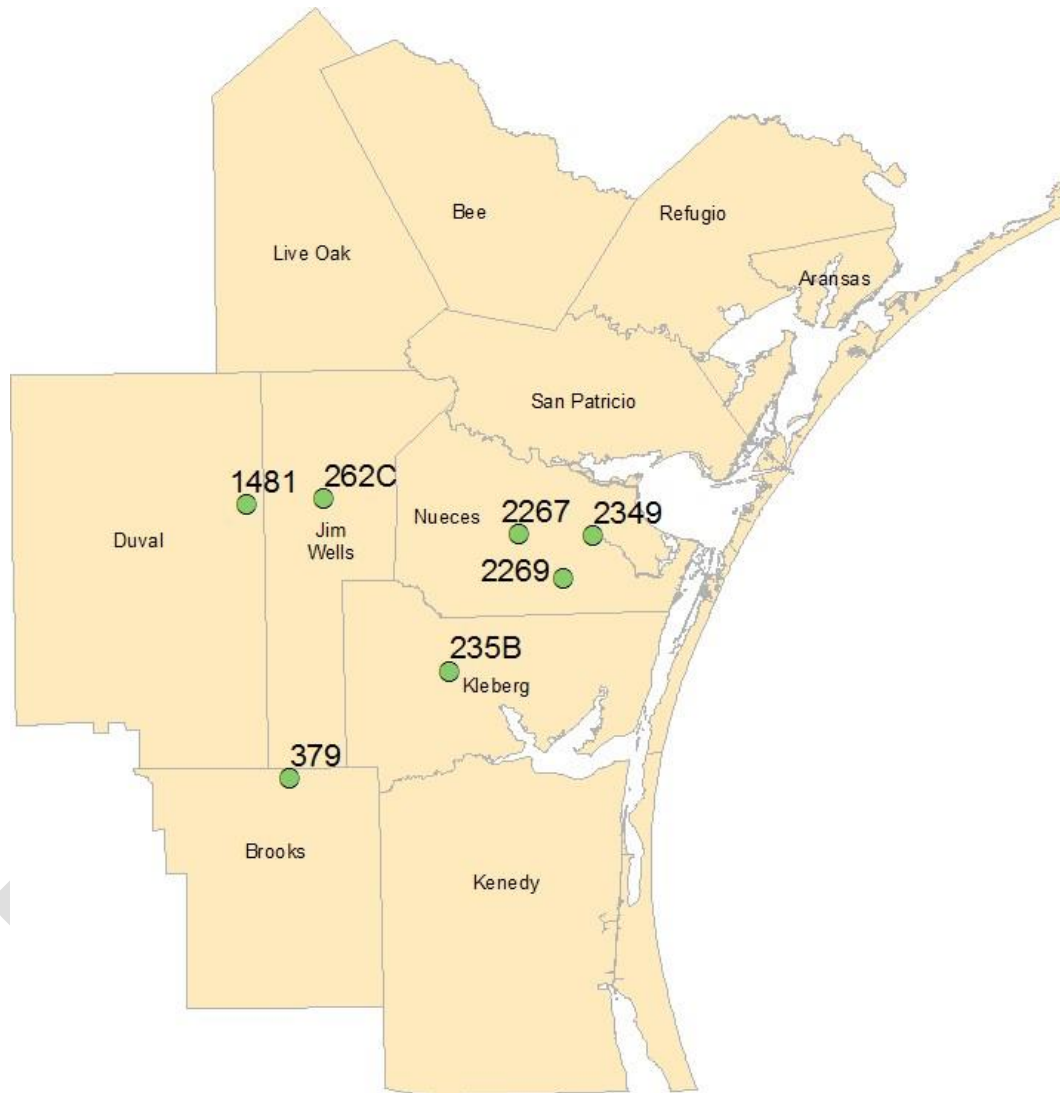 Bee
Refugio
Live Oak
Aransas
San Patricio
1481
262C
Nueces
2267
2349
Duval
Jim
Wells
2269
235B
Kleberg
379
Brooks
Kenedy